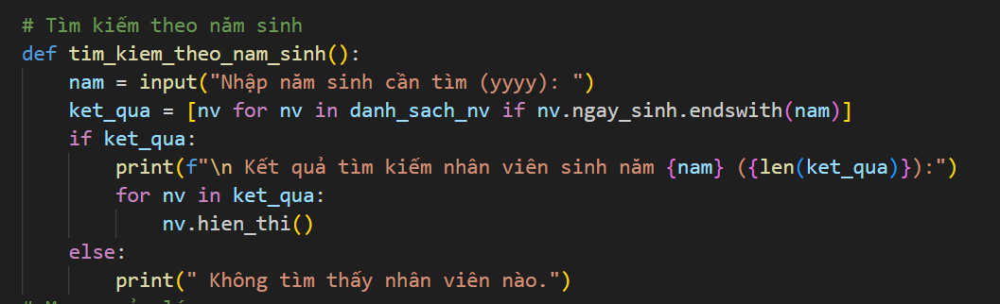 # Tìm kiếm theo năm sinh
def tim_kiem_theo_nam_sinh():
    nam = input("Nhập năm sinh cần tìm (yyyy): ")
    ket_qua = [nv for nv in danh_sach_nv if nv.ngay_sinh.endswith(nam)]
    if ket_qua:
        print(f"\n Kết quả tìm kiếm nhân viên sinh năm {nam} ({len(ket_qua)}):")
        for nv in ket_qua:
            nv.hien_thi()
    else:
        print(" Không tìm thấy nhân viên nào.")